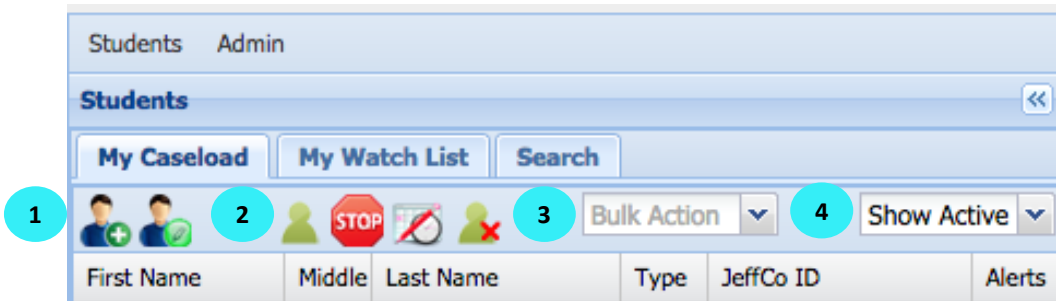 Students Admin
Students
My Caseload My Watch List Search
1 2 STOP 3 Bulk Action 4 Show Active
First Name Middle Last Name Type JeffCo ID Alerts